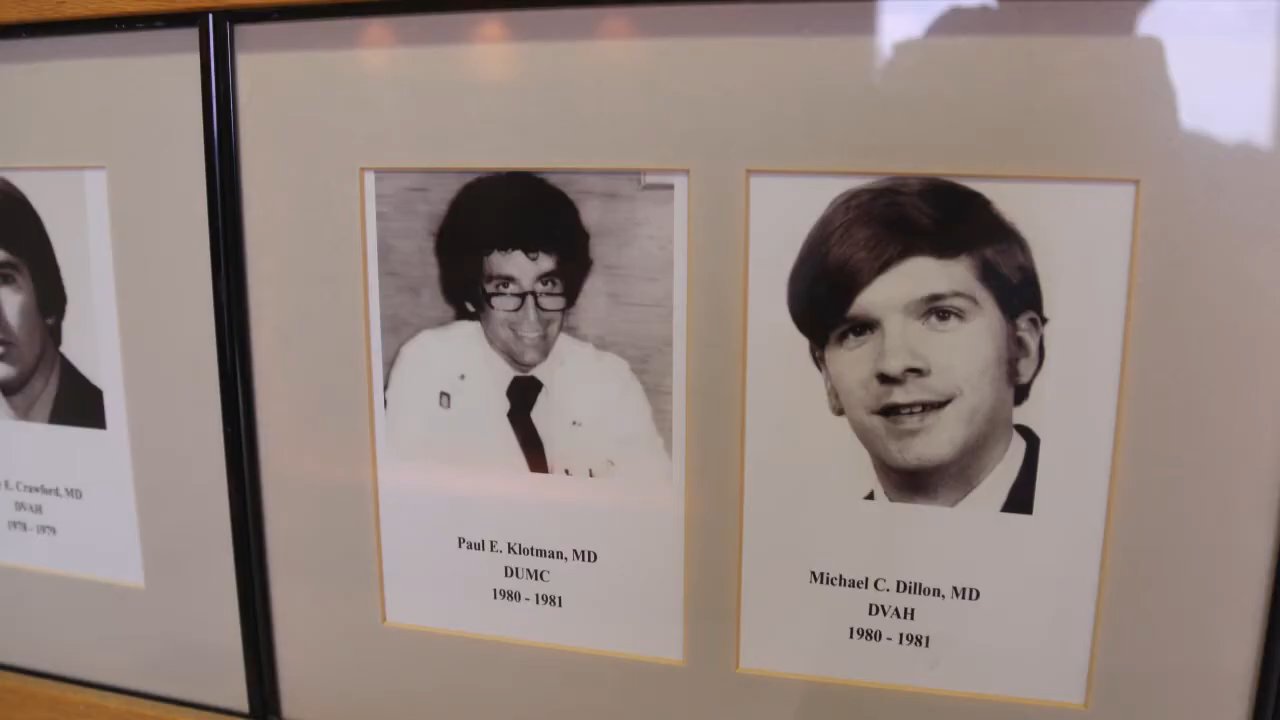 E. Crawford, MD
DVAH
1978 - 1979
Paul E. Klotman, MD
DUMC
1980 - 1981
Michael C. Dillon, MD
DVAH
1980 - 1981